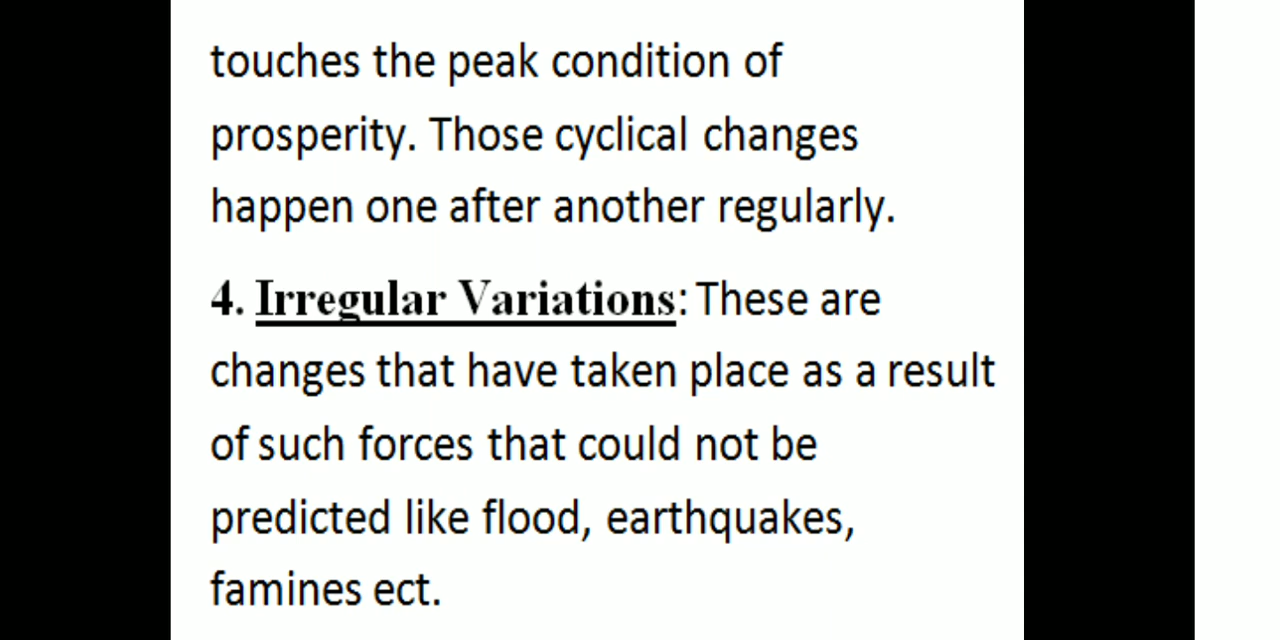 touches the peak condition of
prosperity. Those cyclical changes
happen one after another regularly.
4. Irregular Variations: These are
changes that have taken place as a result
of such forces that could not be
predicted like flood, earthquakes,
famines ect.